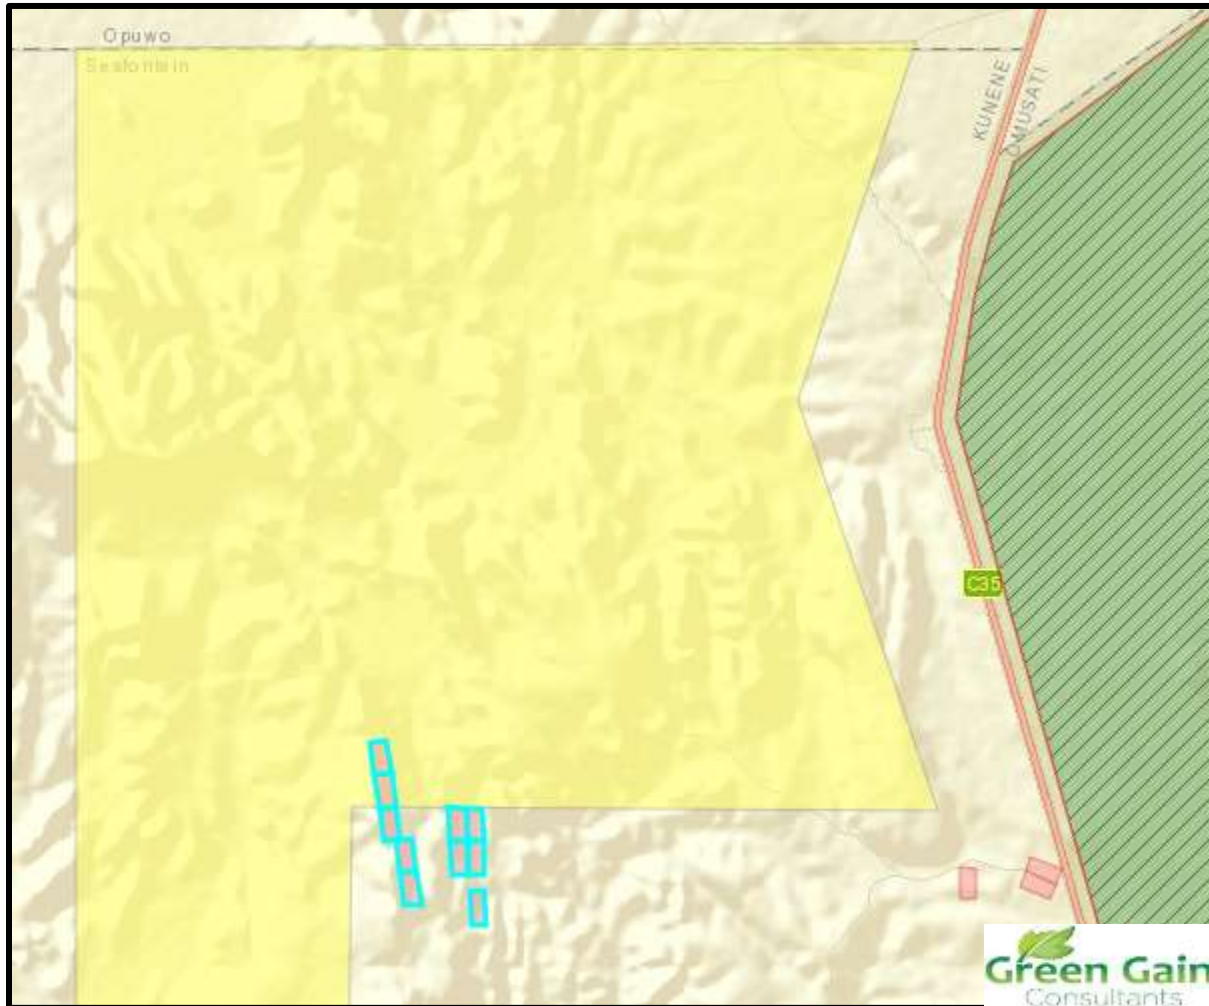 Opuwo
Sesfontein
KUNENE
OMUSATI
C35
Green Gain
Consultants